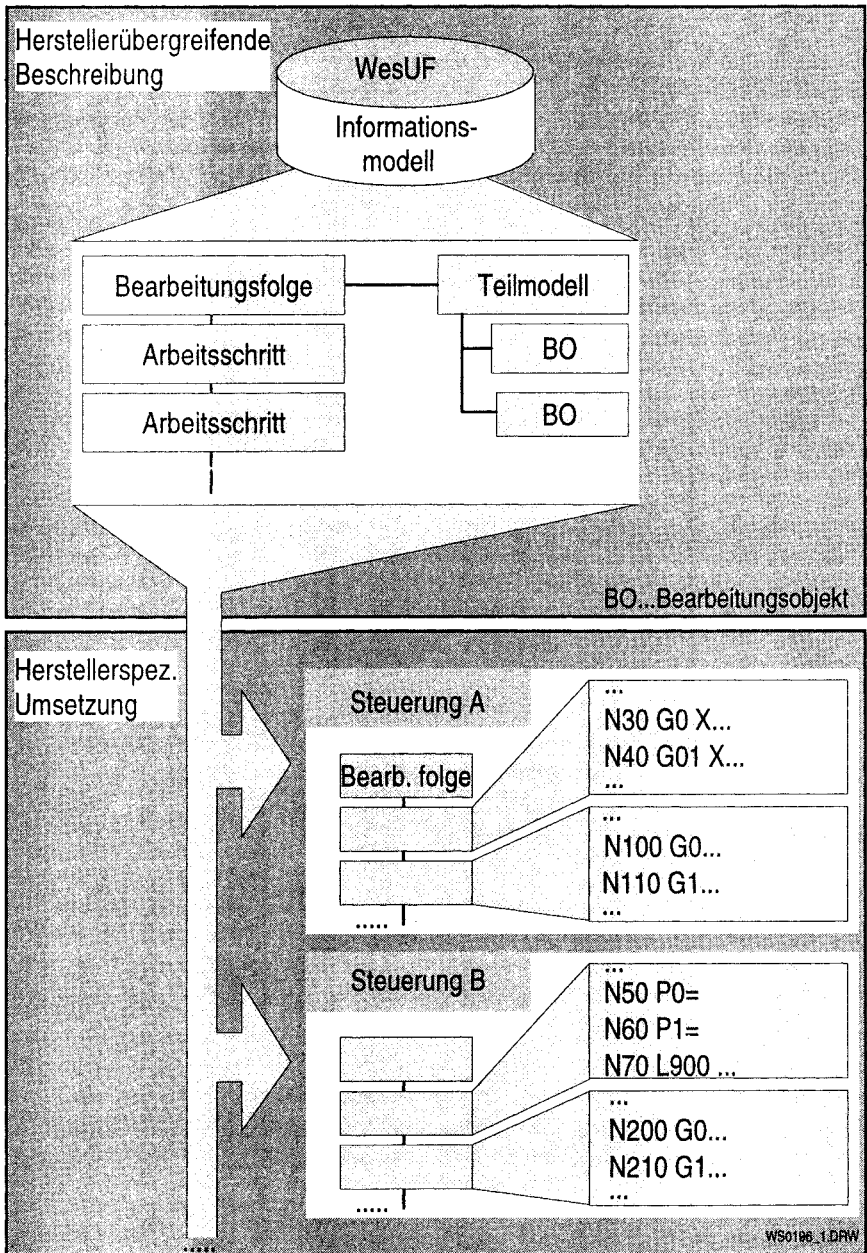 Herstellerübergreifende
Beschreibung
WesUF
Informations-
modell
Bearbeitungsfolge
Teilmodell
Arbeitsschritt
BO
Arbeitsschritt
BO
BO...Bearbeitungsobjekt
Herstellerspez.
Umsetzung
Steuerung A
Bearb. folge
.....
...
N30 G0 X...
N40 G01 X...
...
...
N100 G0...
N110 G1...
...
Steuerung B
.....
...
N50 P0=
N60 P1=
N70 L900 ...
...
N200 G0...
N210 G1...
...
.....
WS0196_1.DRW